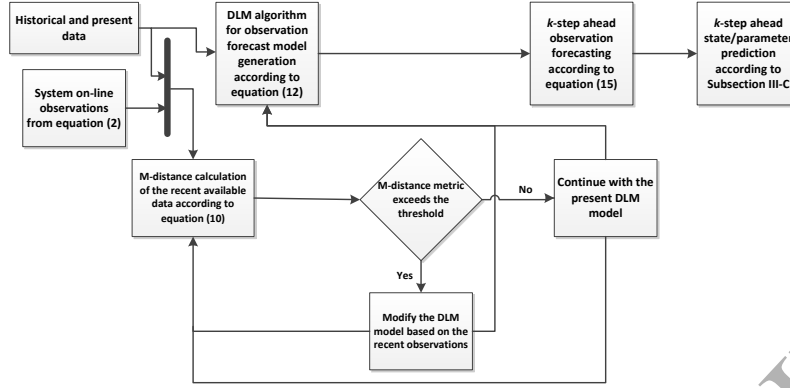 Historical and present
data
DLM algorithm
for observation
forecast model
generation
according to
equation (12)
k-step ahead
observation
forecasting
according to
equation (15)
k-step ahead
state/parameter
prediction
according to
Subsection III-C
System on-line
observations
from equation (2)
M-distance calculation
of the recent available
data according to
equation (10)
M-distance metric
exceeds the
threshold
No
Continue with the
present DLM
model
Yes
Modify the DLM
model based on the
recent observations